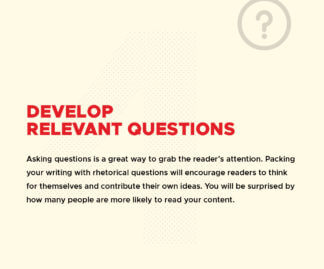 ?
DEVELOP
RELEVANT QUESTIONS
Asking questions is a great way to grab the reader's attention. Packing
your writing with rhetorical questions will encourage readers to think
for themselves and contribute their own ideas. You will be surprised by
how many people are more likely to read your content.